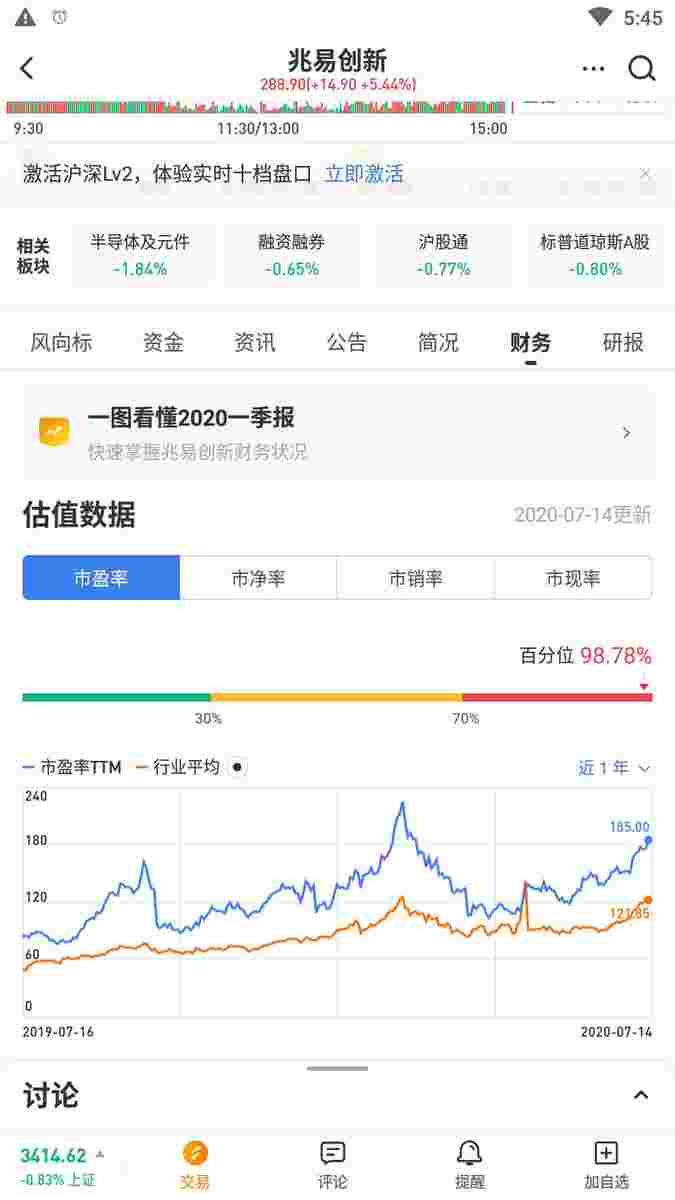 5:45
兆易创新
288.90(+14.90 +5.44%)
9:30 11:30/13:00 15:00
激活沪深Lv2，体验实时十档盘口 立即激活
相关板块
半导体及元件 融资融券 沪股通 标普道琼斯A股
-1.84% -0.65% -0.77% -0.80%
风向标 资金 资讯 公告 简况 财务 研报
一图看懂2020一季报
快速掌握兆易创新财务状况
估值数据 2020-07-14更新
市盈率 市净率 市销率 市现率
百分位 98.78%
30% 70%
市盈率TTM 行业平均 近 1 年
240
185.00
180
120
121.85
60
0
2019-07-16 2020-07-14
讨论
3414.62
-0.83% 上证
交易 评论 提醒 加自选